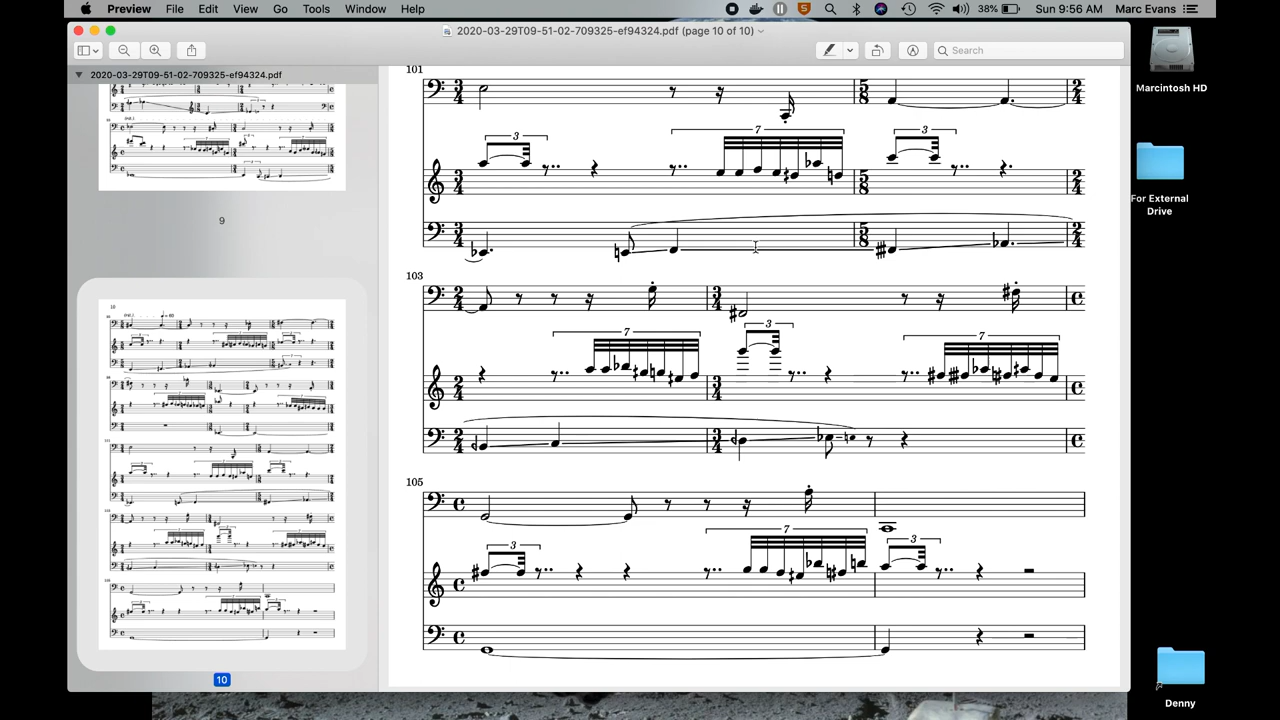 Preview File Edit View Go Tools Window Help 38% Sun 9:56 AM Marc Evans
2020-03-29T09-51-02-709325-ef94324.pdf (page 10 of 10)
Search
2020-03-29T09-51-02-709325-ef94324.pdf
9
10
101
3 7 3
103
7 3 7
105
3 7 3
Marcintosh HD
For External
Drive
Denny